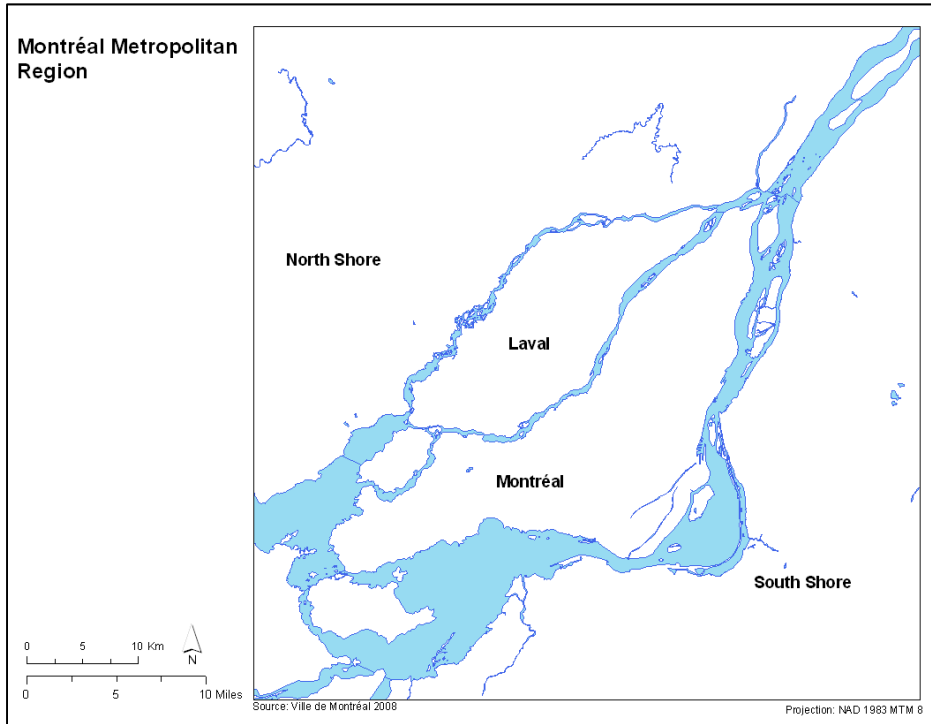 Montréal Metropolitan
Region
North Shore
Laval
Montréal
South Shore
0 5 10 Km
N
0 5 10 Miles
Source: Ville de Montréal 2008
Projection: NAD 1983 MTM 8